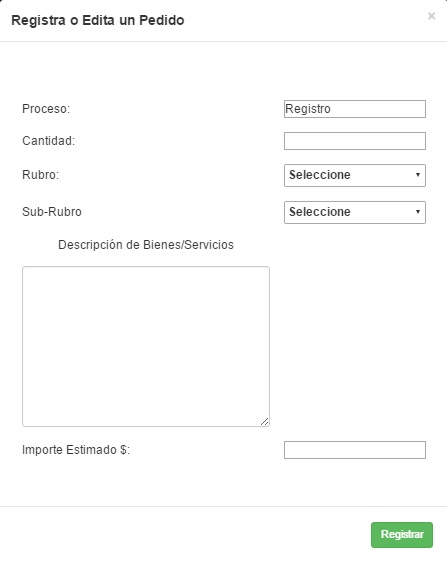 Registra o Edita un Pedido ×
Proceso: Registro
Cantidad:
Rubro: Seleccione
Sub-Rubro Seleccione
Descripción de Bienes/Servicios
Importe Estimado $:
Registrar